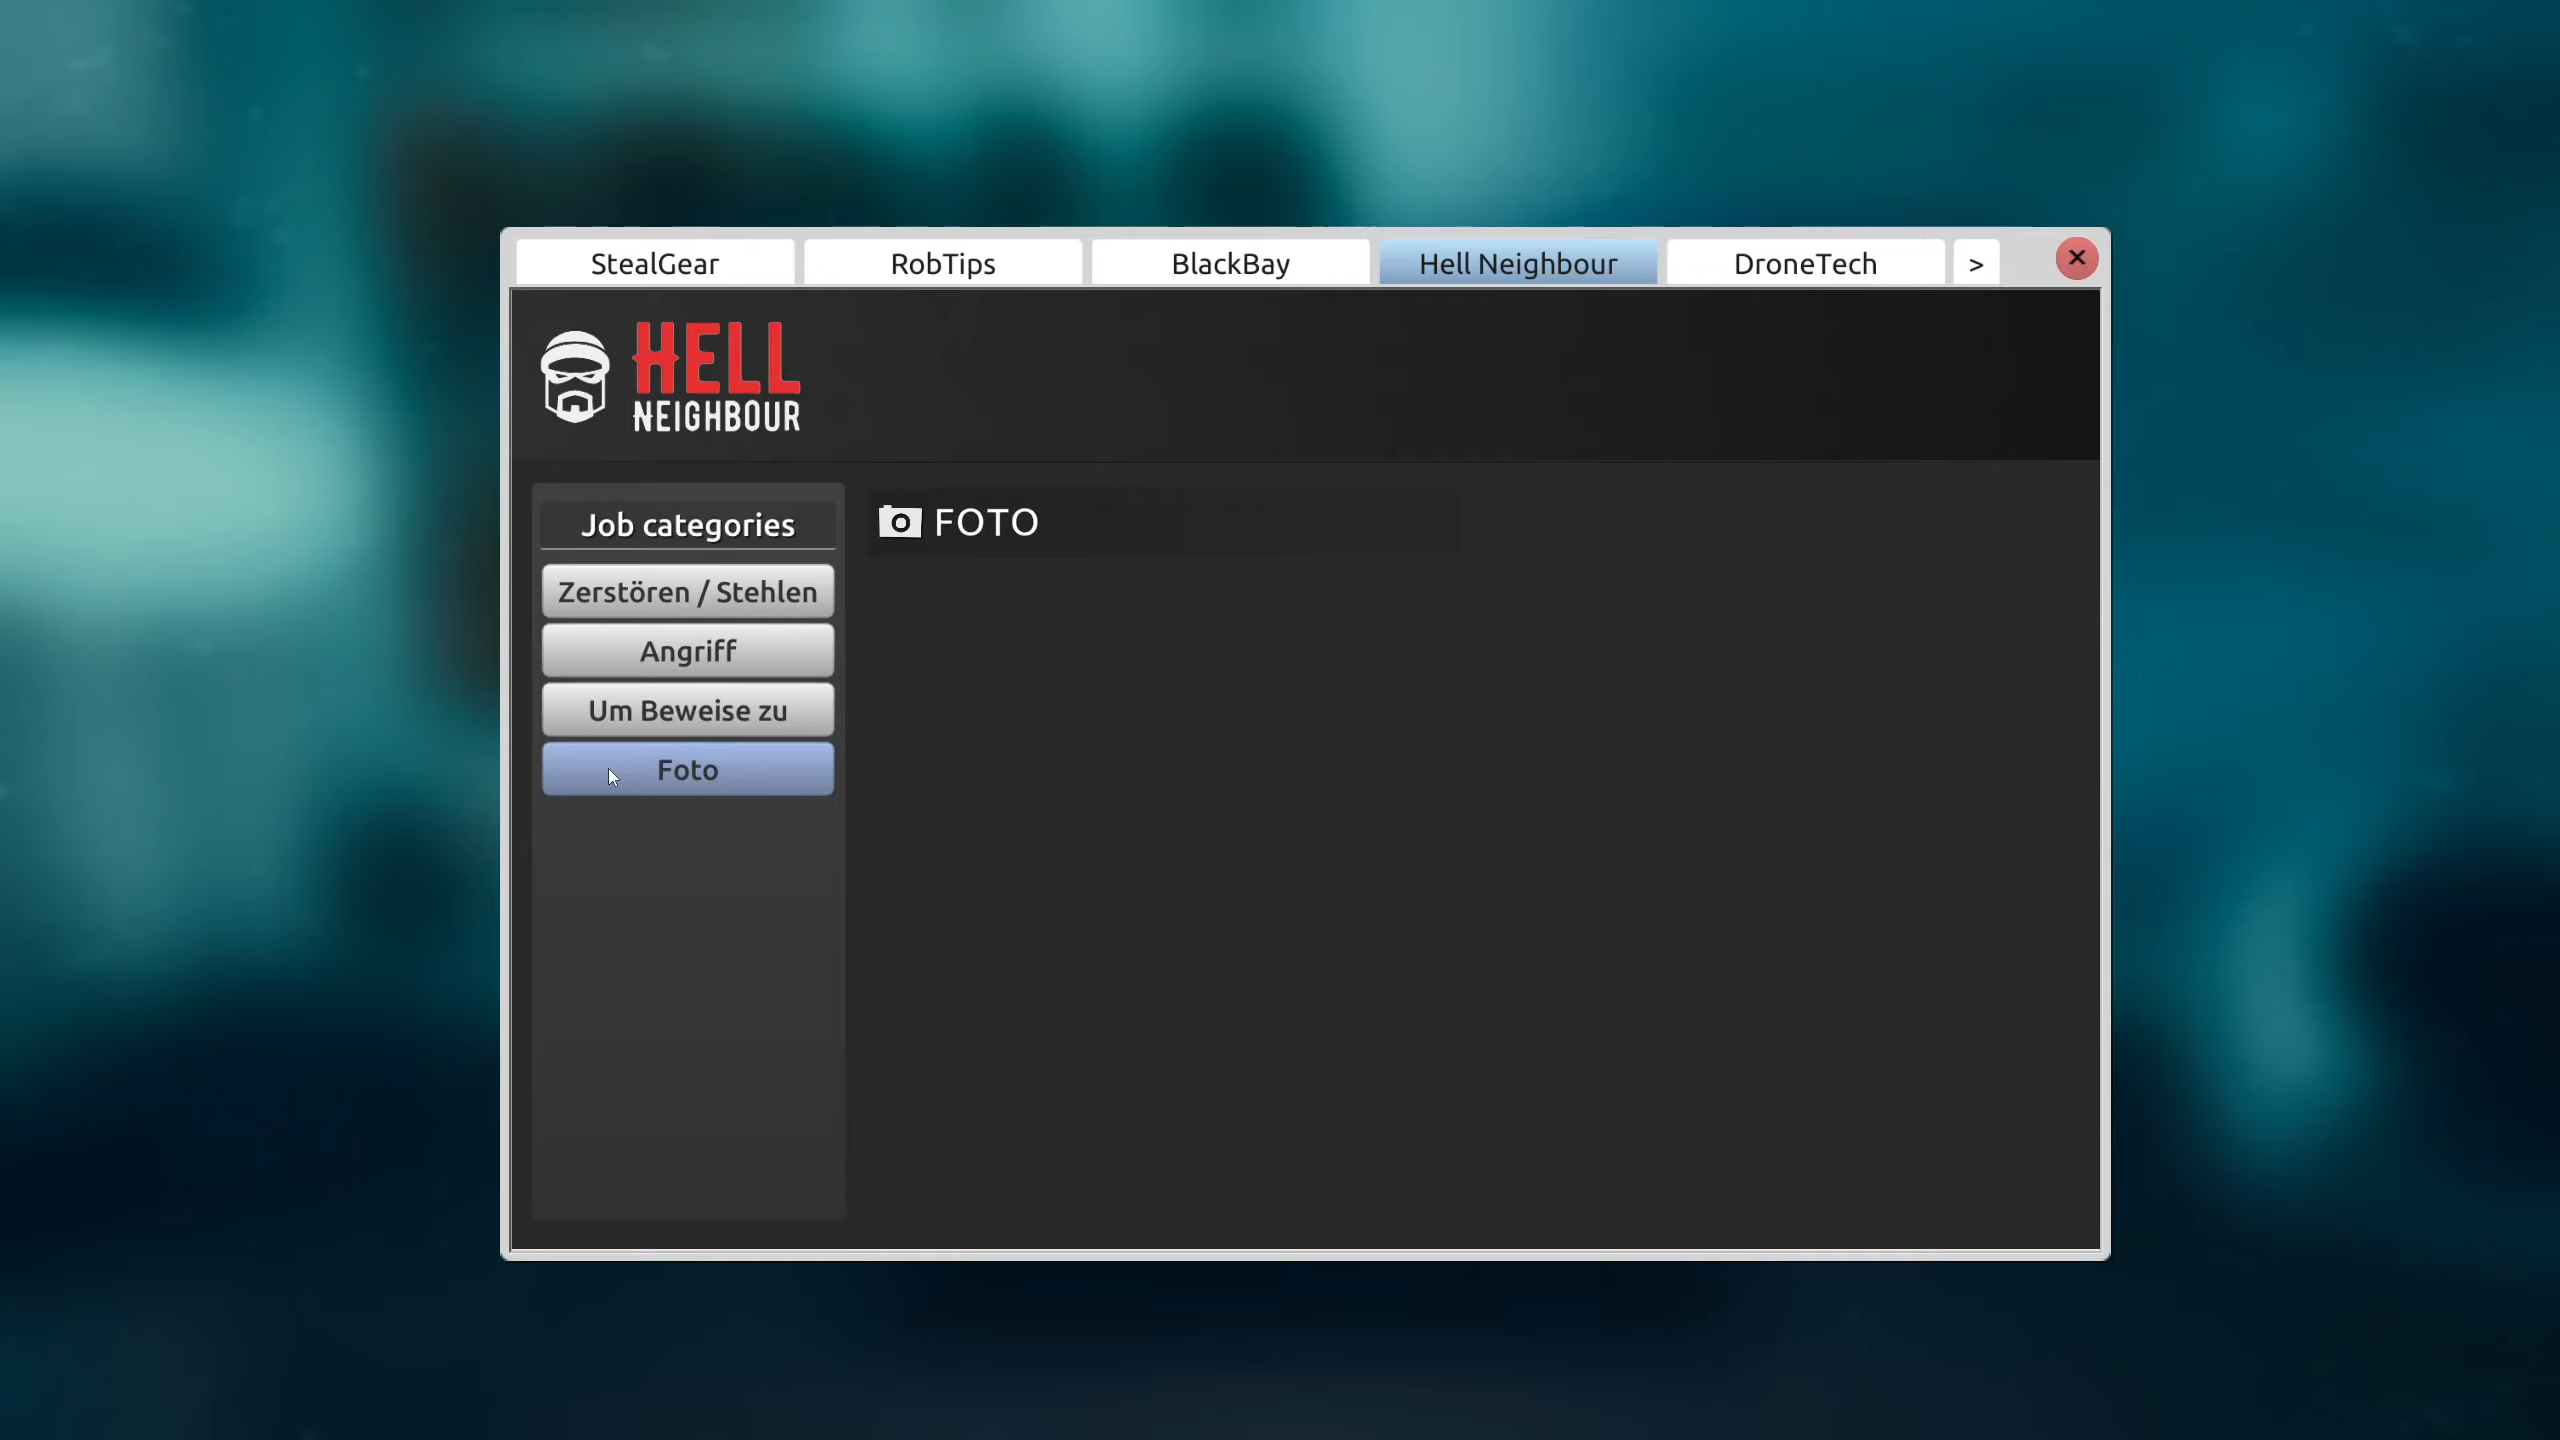 StealGear RobTips BlackBay Hell Neighbour DroneTech >
HELL
NEIGHBOUR
Job categories
Zerstören / Stehlen
Angriff
Um Beweise zu
Foto
FOTO